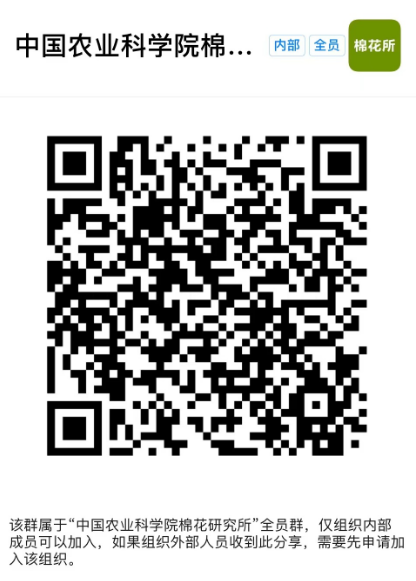 中国农业科学院棉... 内部 全员 棉花所
该群属于“中国农业科学院棉花研究所”全员群，仅组织内部
成员可以加入，如果组织外部人员收到此分享，需要先申请加
入该组织。